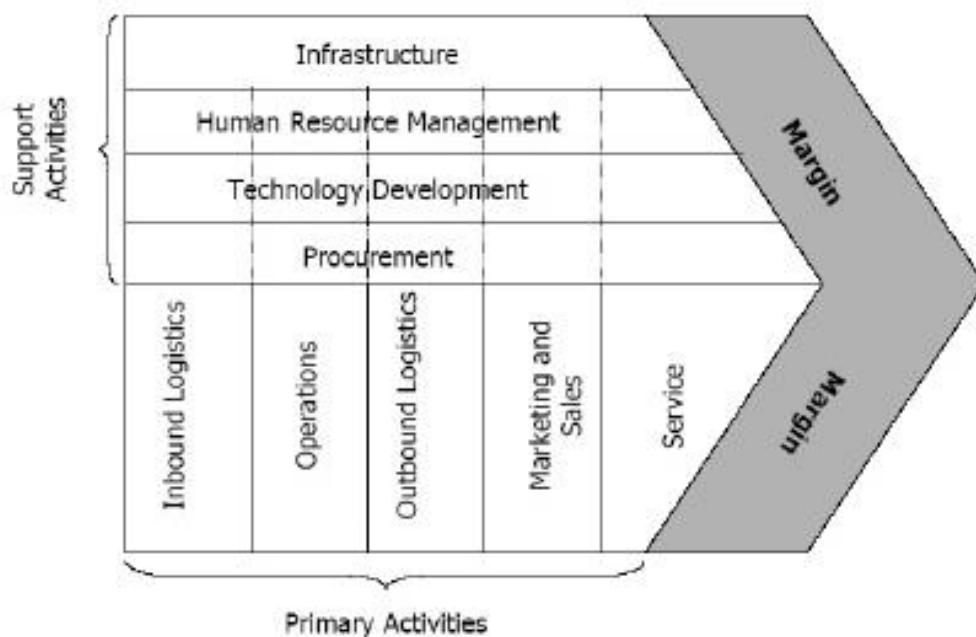 Support
Activities
Infrastructure
Human Resource Management
Technology Development
Procurement
Inbound Logistics
Operations
Outbound Logistics
Marketing and
Sales
Service
Margin
Margin
Primary Activities